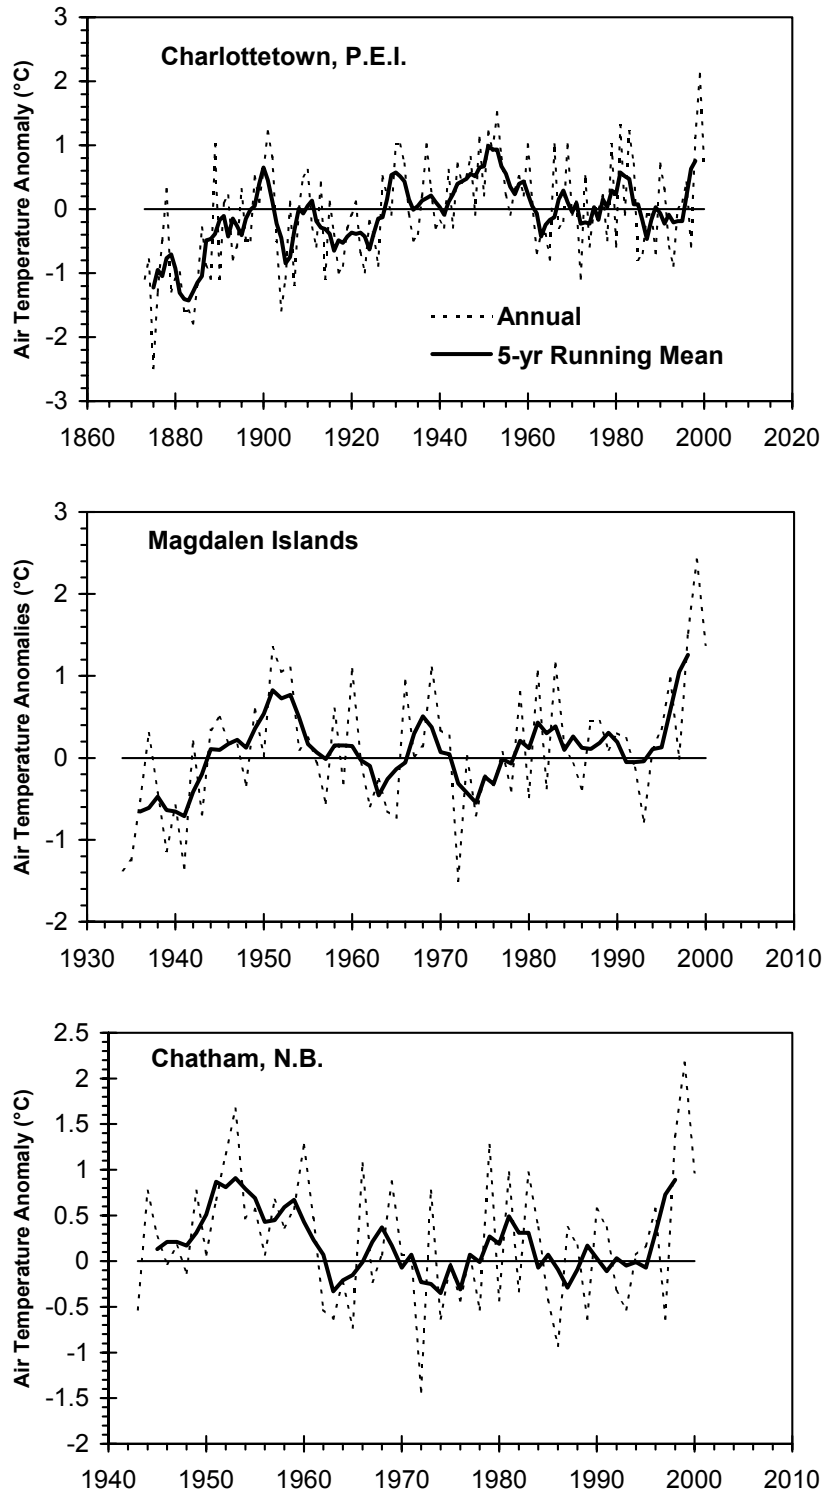 Charlottetown, P.E.I.
Air Temperature Anomaly (°C)
3
2
1
0
-1
-2
-3
Annual
5-yr Running Mean
1860 1880 1900 1920 1940 1960 1980 2000 2020
Magdalen Islands
Air Temperature Anomalies (°C)
3
2
1
0
-1
-2
1930 1940 1950 1960 1970 1980 1990 2000 2010
Chatham, N.B.
Air Temperature Anomaly (°C)
2.5
2
1.5
1
0.5
0
-0.5
-1
-1.5
-2
1940 1950 1960 1970 1980 1990 2000 2010